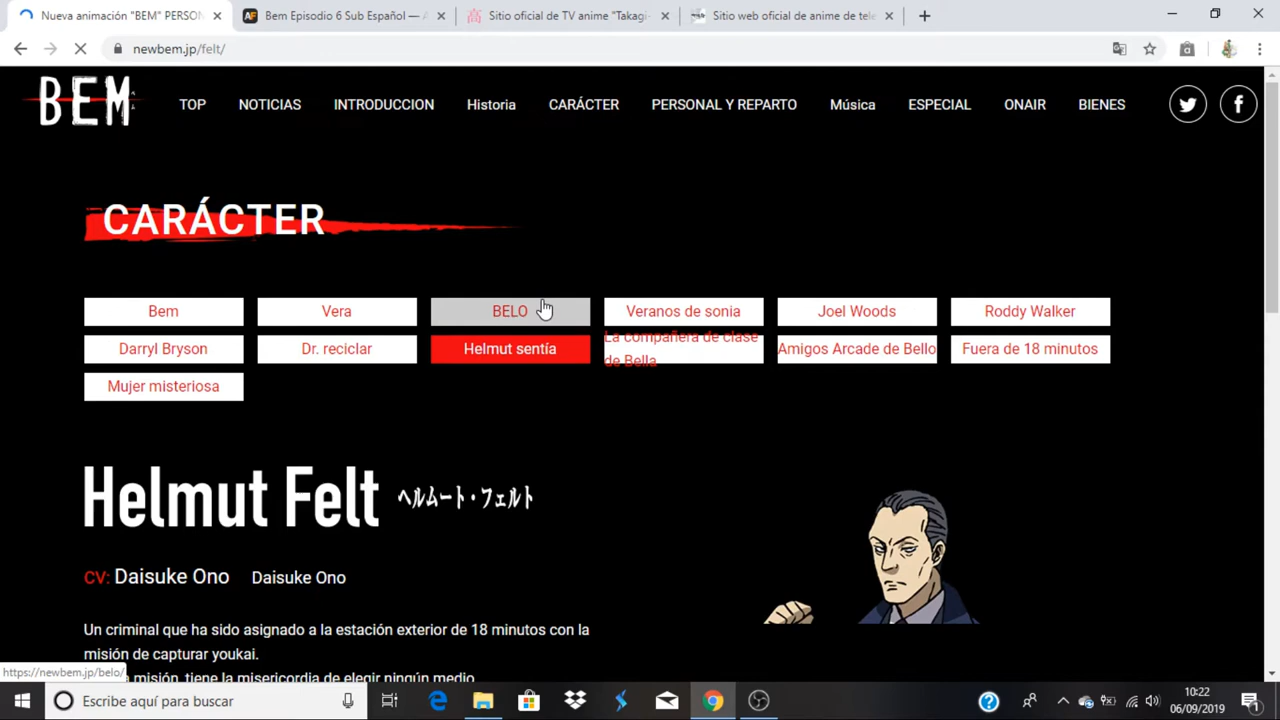 Nueva animación "BEM" PERSON
Bem Episodio 6 Sub Español — A
Sitio oficial de TV anime "Takagi-
Sitio web oficial de anime de tele
newbem.jp/felt/
BEM
TOP
NOTICIAS
INTRODUCCION
Historia
CARÁCTER
PERSONAL Y REPARTO
Música
ESPECIAL
ONAIR
BIENES
CARÁCTER
Bem
Vera
BELO
Veranos de sonia
Joel Woods
Roddy Walker
Darryl Bryson
Dr. reciclar
Helmut sentía
La compañera de clase
de Bella
Amigos Arcade de Bello
Fuera de 18 minutos
Mujer misteriosa
Helmut Felt ヘルムート・フェルト
CV: Daisuke Ono Daisuke Ono
Un criminal que ha sido asignado a la estación exterior de 18 minutos con la
misión de capturar youkai.
misión, tiene la misericordia de elegir ningún medio
https://newbem.jp/belo/
Escribe aquí para buscar
10:22
06/09/2019